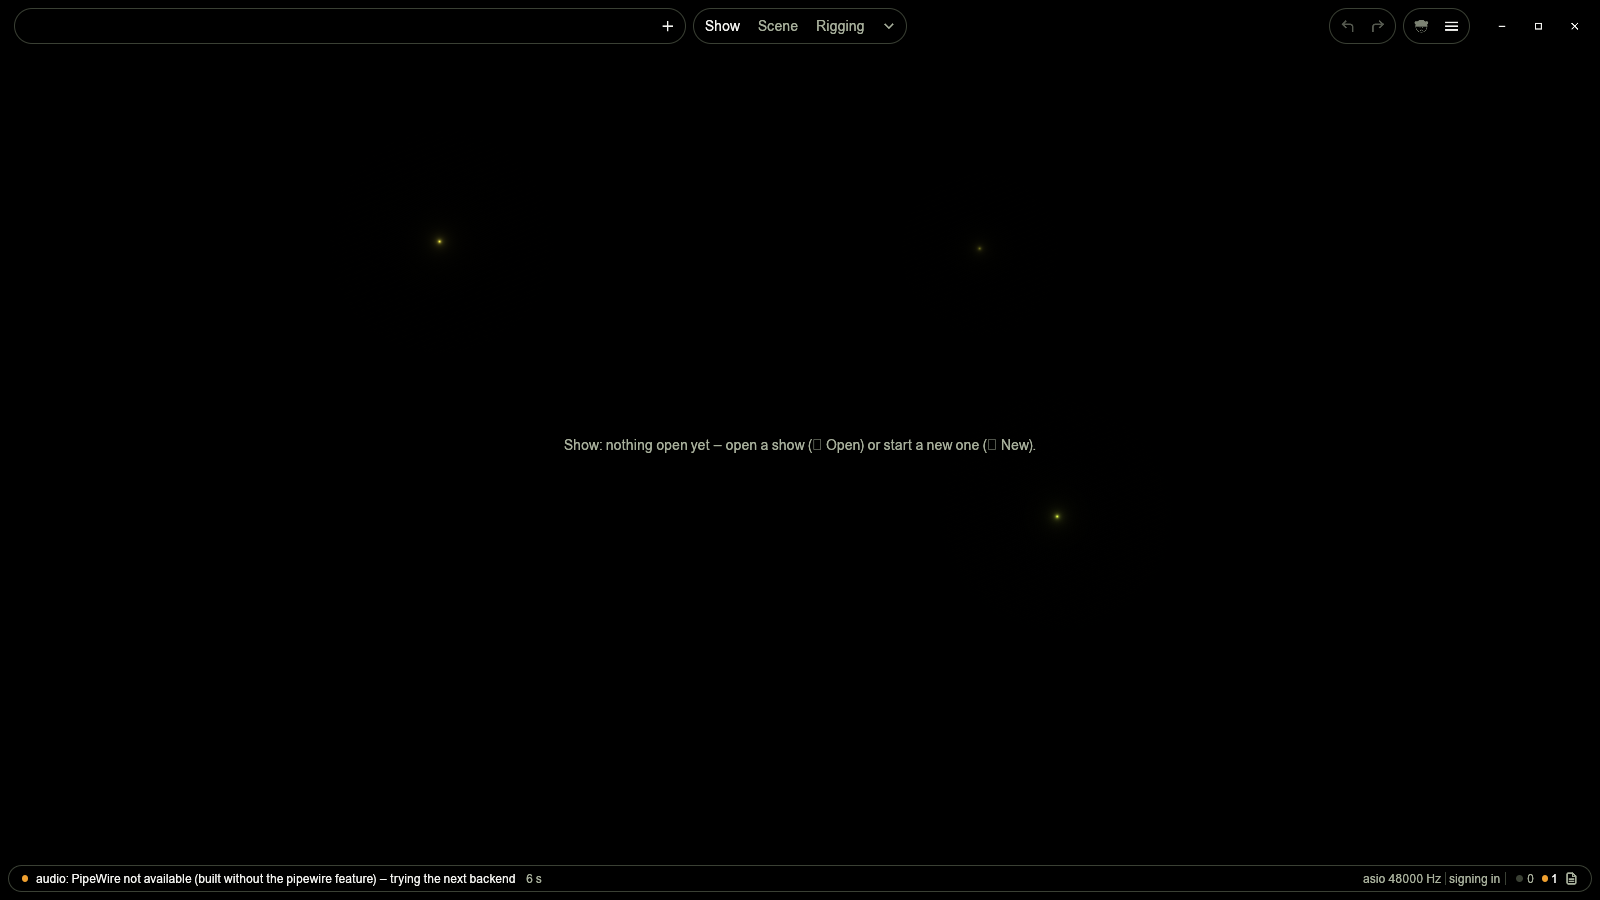 Show Scene Rigging
Show: nothing open yet – open a show (▯ Open) or start a new one (▯ New).
audio: PipeWire not available (built without the pipewire feature) – trying the next backend 6 s
asio 48000 Hz signing in 0 1